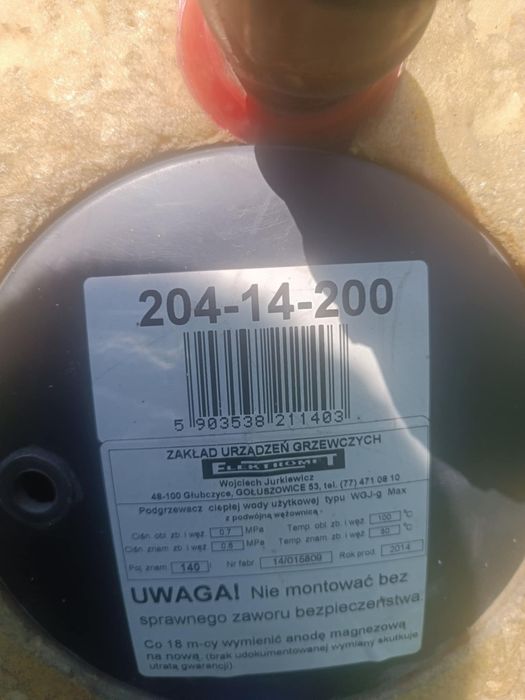 204-14-200
5 903538 211403
ZAKŁAD URZĄDZEŃ GRZEWCZYCH
ELEKTROMET
Wojciech Jurkiewicz
48-100 Głubczyce, GOŁUSZOWICE 53, tel. (77) 471 08 10
Podgrzewacz ciepłej wody użytkowej typu WGJ-g Max
z podwójną wężownicą
Ciśn. obl. zb. i węż. 0,7 MPa Temp. obl. zb. i węż. 100 °C
Ciśn. znam. zb. i węż. 0,6 MPa Temp. znam. zb. i węż. 80 °C
Poj. znam. 140 l Nr fabr. 14/015809 Rok prod. 2014
UWAGA! Nie montować bez
sprawnego zaworu bezpieczeństwa.
Co 18 m-cy wymienić anodę magnezową
na nową. (brak udokumentowanej wymiany skutkuje
utratą gwarancji).